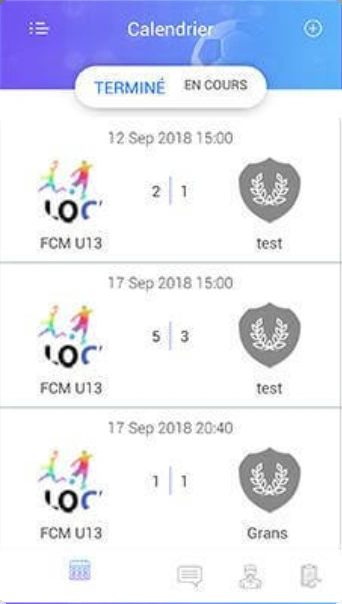 Calendrier
TERMINÉ EN COURS
12 Sep 2018 15:00
2 1
LOC'
FCM U13 test
17 Sep 2018 15:00
5 3
LOC'
FCM U13 test
17 Sep 2018 20:40
1 1
LOC'
FCM U13 Grans